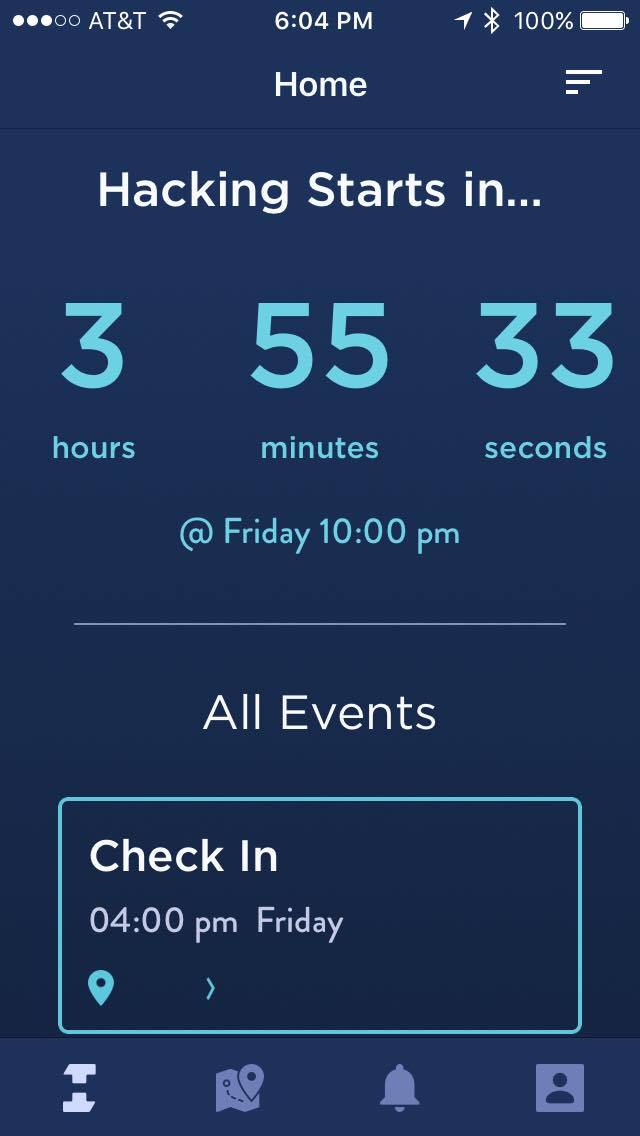 ●●●○○ AT&T 6:04 PM 100%
Home
Hacking Starts in...
3 55 33
hours minutes seconds
@ Friday 10:00 pm
All Events
Check In
04:00 pm Friday